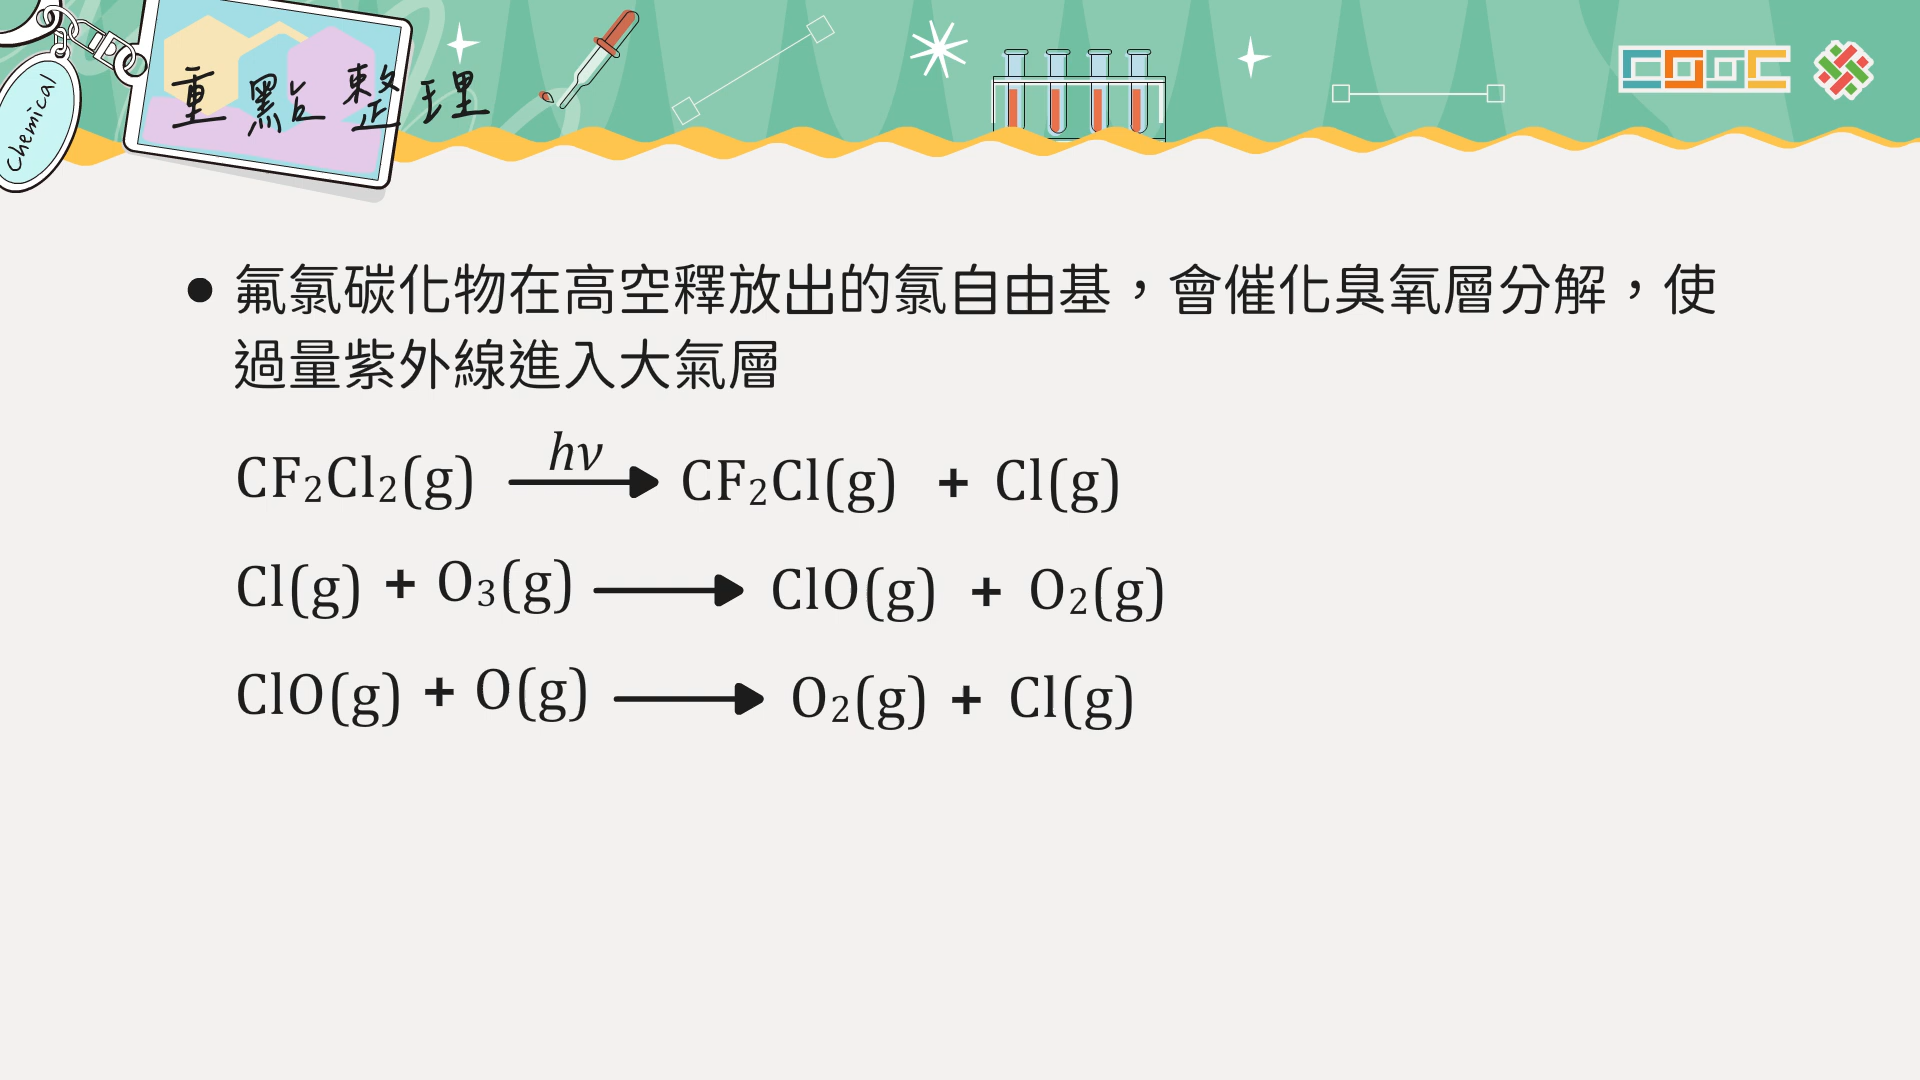 Chemical
重點整理
COOC
● 氟氯碳化物在高空釋放出的氯自由基，會催化臭氧層分解，使
過量紫外線進入大氣層
CF₂Cl₂(g) —hν→ CF₂Cl(g) + Cl(g)
Cl(g) + O₃(g) → ClO(g) + O₂(g)
ClO(g) + O(g) → O₂(g) + Cl(g)